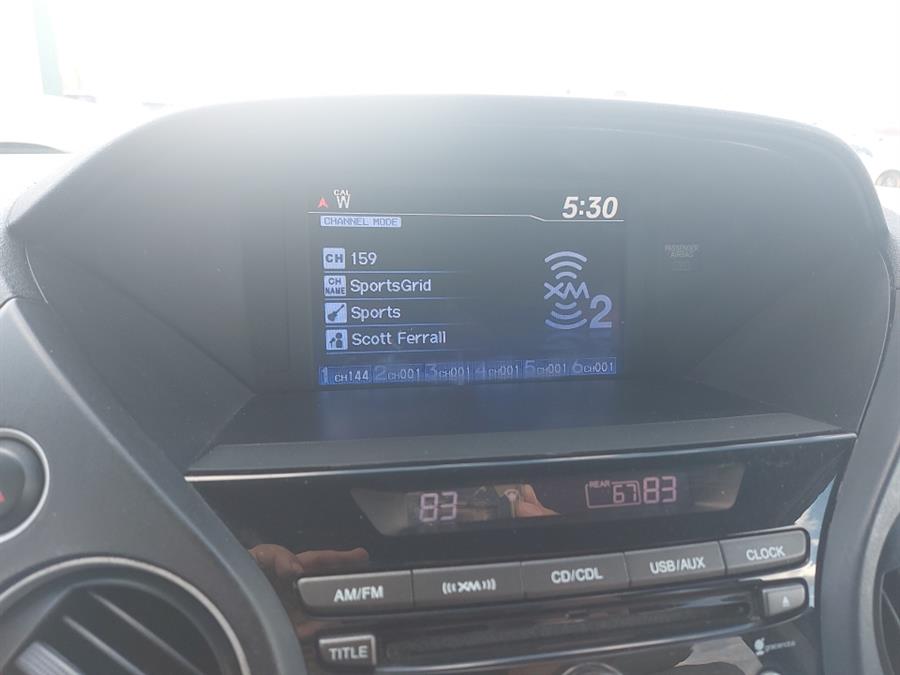 CAL
W
5:30
CHANNEL MODE
CH 159
CH NAME SportsGrid
Sports
Scott Ferrall
XM 2
1 CH144 2 CH001 3 CH001 4 CH001 5 CH001 6 CH001
PASSENGER
AIRBAG
83 REAR 67 83
AM/FM XM CD/CDL USB/AUX CLOCK
TITLE
gracenote